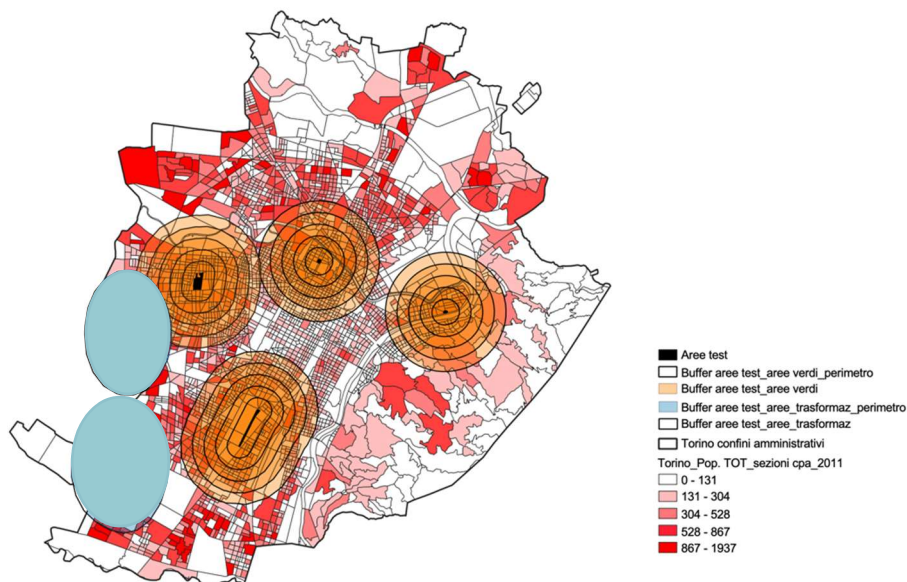 Aree test
Buffer aree test_aree verdi_perimetro
Buffer aree test_aree verdi
Buffer aree test_aree_trasformaz_perimetro
Buffer aree test_aree_trasformaz
Torino confini amministrativi
Torino_Pop. TOT_sezioni cpa_2011
0 - 131
131 - 304
304 - 528
528 - 867
867 - 1937